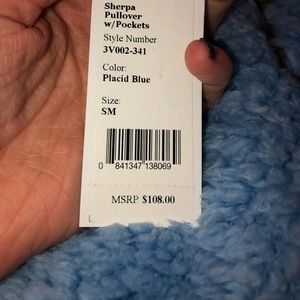 Sherpa
Pullover
w/Pockets
Style Number
3V002-341
Color:
Placid Blue
Size:
SM
0 841347 138069
MSRP $108.00
L